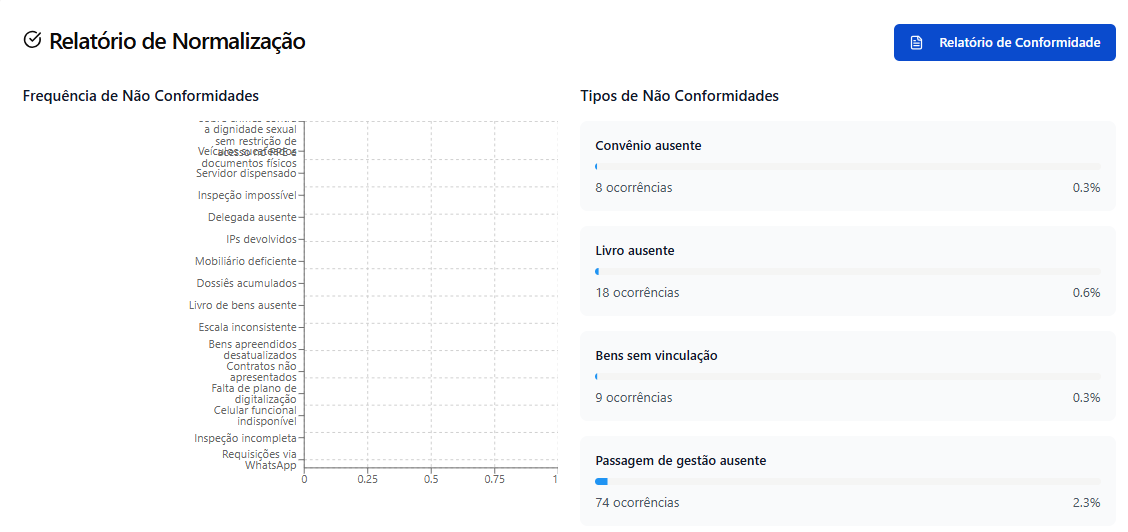 Relatório de Normalização
Relatório de Conformidade
Frequência de Não Conformidades
a dignidade sexual
sem restrição de
documentos físicos
Servidor dispensado
Inspeção impossível
Delegada ausente
IPs devolvidos
Mobiliário deficiente
Dossiês acumulados
Livro de bens ausente
Escala inconsistente
Bens apreendidos
desatualizados
Contratos não
apresentados
Falta de plano de
digitalização
Celular funcional
indisponível
Inspeção incompleta
Requisições via
WhatsApp
0
0.25
0.5
0.75
1
Tipos de Não Conformidades
Convênio ausente
8 ocorrências
0.3%
Livro ausente
18 ocorrências
0.6%
Bens sem vinculação
9 ocorrências
0.3%
Passagem de gestão ausente
74 ocorrências
2.3%